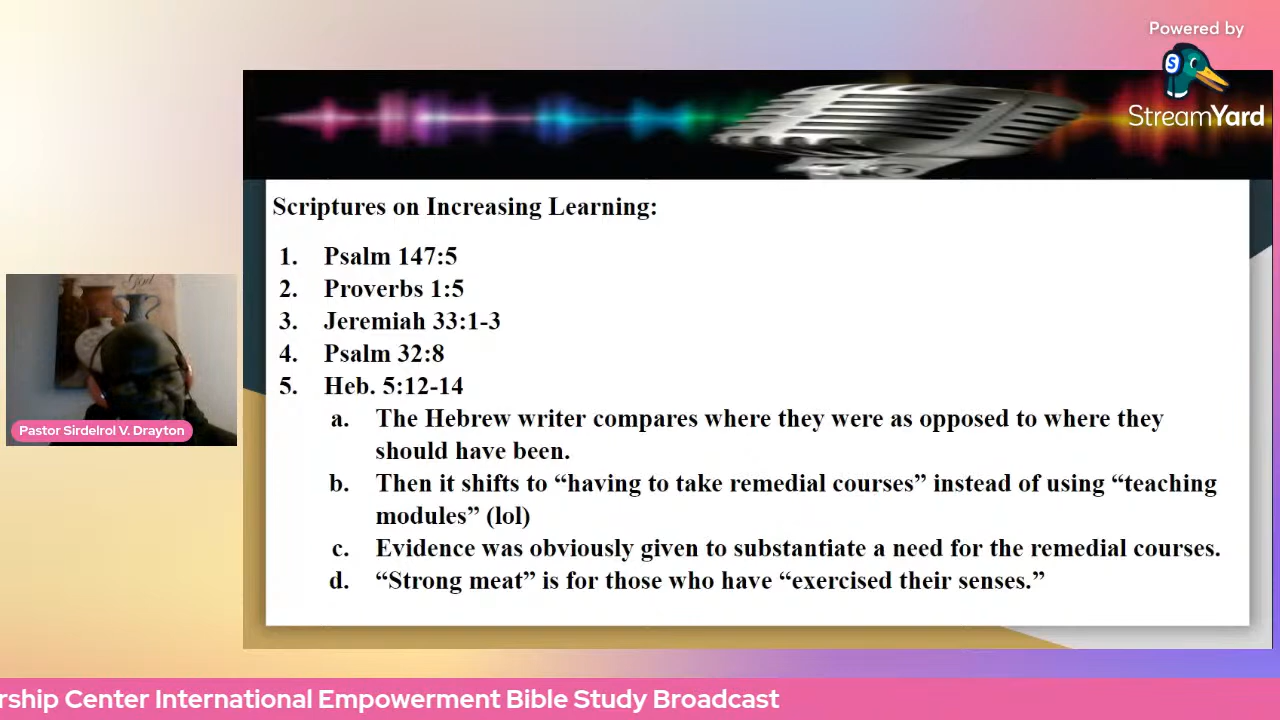 Powered by
S
StreamYard
Scriptures on Increasing Learning:
1. Psalm 147:5
2. Proverbs 1:5
3. Jeremiah 33:1-3
4. Psalm 32:8
5. Heb. 5:12-14
a. The Hebrew writer compares where they were as opposed to where they
should have been.
b. Then it shifts to “having to take remedial courses” instead of using “teaching
modules” (lol)
c. Evidence was obviously given to substantiate a need for the remedial courses.
d. “Strong meat” is for those who have “exercised their senses.”
God
Pastor Sirdelrol V. Drayton
rship Center International Empowerment Bible Study Broadcast